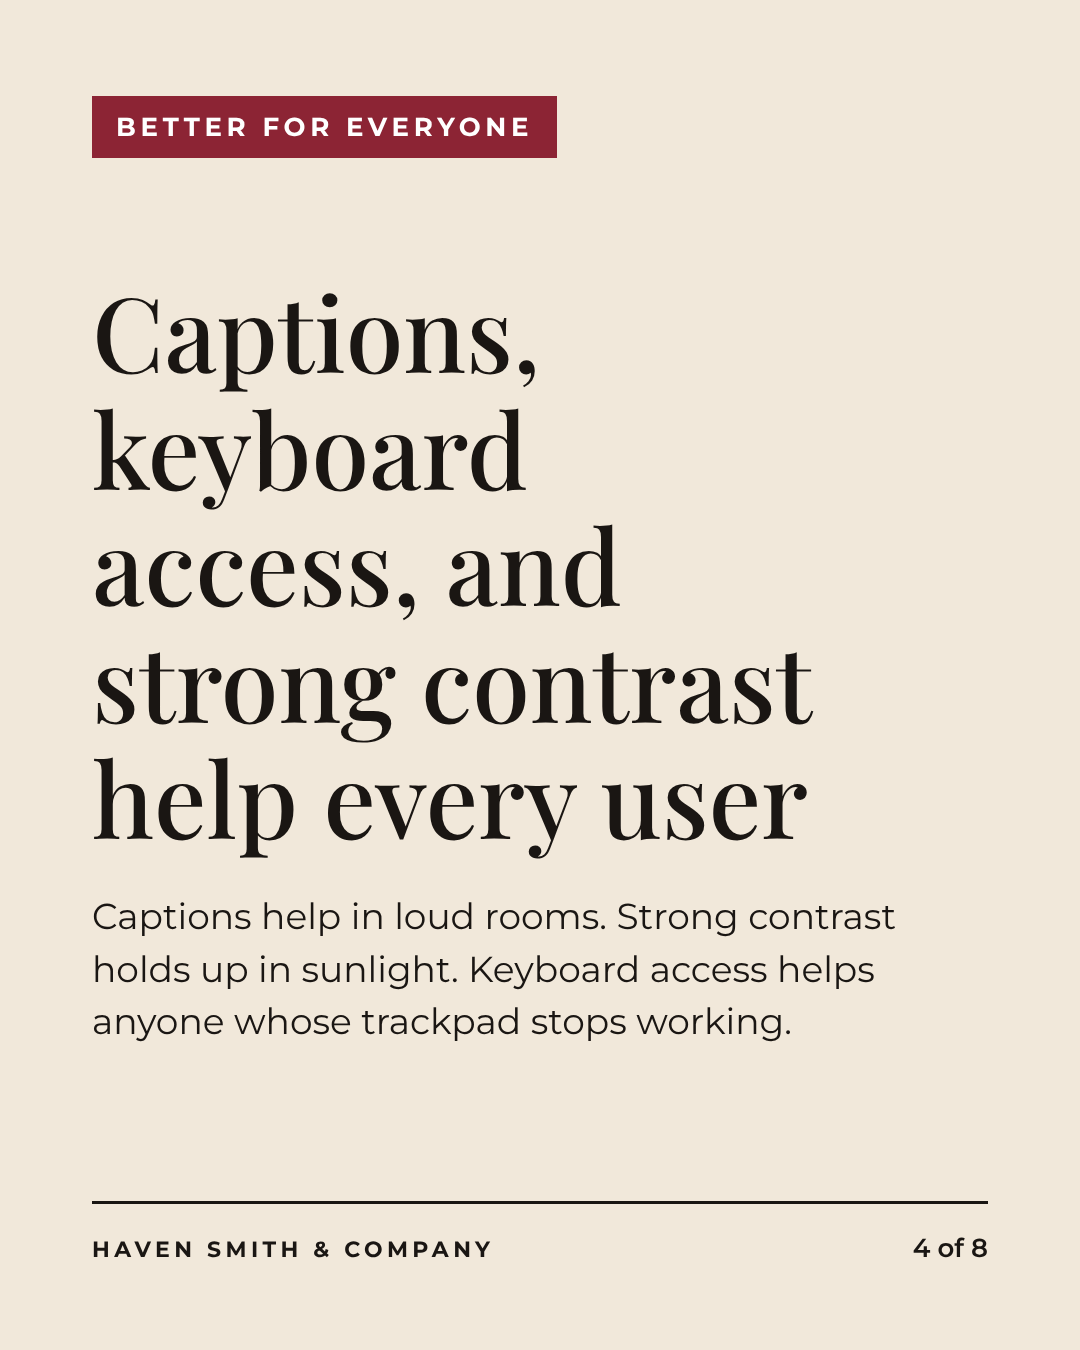 BETTER FOR EVERYONE
Captions,
keyboard
access, and
strong contrast
help every user
Captions help in loud rooms. Strong contrast
holds up in sunlight. Keyboard access helps
anyone whose trackpad stops working.
HAVEN SMITH & COMPANY
4 of 8